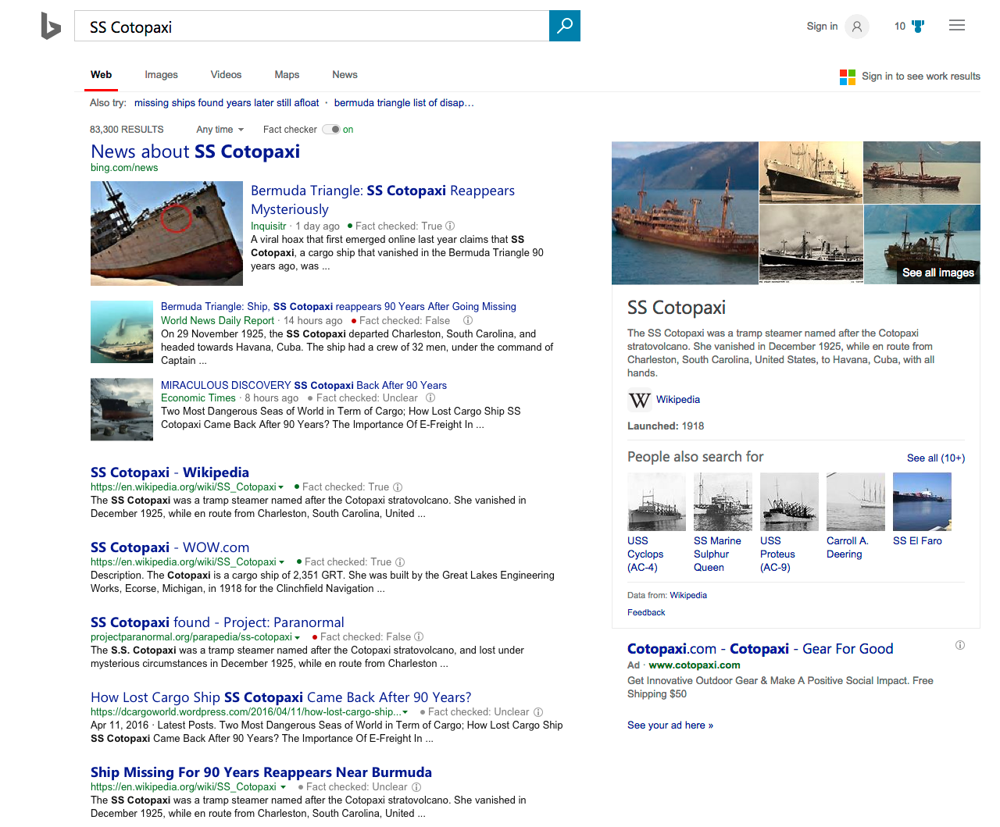 SS Cotopaxi
Sign in
10
Web
Images
Videos
Maps
News
Sign in to see work results
Also try: missing ships found years later still afloat · bermuda triangle list of disap...
83,300 RESULTS
Any time
Fact checker on
News about SS Cotopaxi
bing.com/news
Bermuda Triangle: SS Cotopaxi Reappears
Mysteriously
Inquisitr · 1 day ago ● Fact checked: True
A viral hoax that first emerged online last year claims that SS
Cotopaxi, a cargo ship that vanished in the Bermuda Triangle 90
years ago, was ...
Bermuda Triangle: Ship, SS Cotopaxi reappears 90 Years After Going Missing
World News Daily Report · 14 hours ago ● Fact checked: False
On 29 November 1925, the SS Cotopaxi departed Charleston, South Carolina, and
headed towards Havana, Cuba. The ship had a crew of 32 men, under the command of
Captain ...
MIRACULOUS DISCOVERY SS Cotopaxi Back After 90 Years
Economic Times · 8 hours ago ● Fact checked: Unclear
Two Most Dangerous Seas of World in Term of Cargo; How Lost Cargo Ship SS
Cotopaxi Came Back After 90 Years? The Importance Of E-Freight In ...
SS Cotopaxi - Wikipedia
https://en.wikipedia.org/wiki/SS_Cotopaxi ● Fact checked: True
The SS Cotopaxi was a tramp steamer named after the Cotopaxi stratovolcano. She vanished in
December 1925, while en route from Charleston, South Carolina, United ...
SS Cotopaxi - WOW.com
https://en.wikipedia.org/wiki/SS_Cotopaxi ● Fact checked: True
Description. The Cotopaxi is a cargo ship of 2,351 GRT. She was built by the Great Lakes Engineering
Works, Ecorse, Michigan, in 1918 for the Clinchfield Navigation ...
SS Cotopaxi found - Project: Paranormal
projectparanormal.org/parapedia/ss-cotopaxi ● Fact checked: False
The S.S. Cotopaxi was a tramp steamer named after the Cotopaxi stratovolcano, and lost under
mysterious circumstances in December 1925, while en route from Charleston ...
How Lost Cargo Ship SS Cotopaxi Came Back After 90 Years?
https://dcargoworld.wordpress.com/2016/04/11/how-lost-cargo-ship... ● Fact checked: Unclear
Apr 11, 2016 · Latest Posts. Two Most Dangerous Seas of World in Term of Cargo; How Lost Cargo Ship
SS Cotopaxi Came Back After 90 Years? The Importance Of E-Freight In ...
Ship Missing For 90 Years Reappears Near Burmuda
https://en.wikipedia.org/wiki/SS_Cotopaxi ● Fact checked: Unclear
The SS Cotopaxi was a tramp steamer named after the Cotopaxi stratovolcano. She vanished in
December 1925, while en route from Charleston, South Carolina, United ...
See all images
SS Cotopaxi
The SS Cotopaxi was a tramp steamer named after the Cotopaxi
stratovolcano. She vanished in December 1925, while en route from
Charleston, South Carolina, United States, to Havana, Cuba, with all
hands.
W Wikipedia
Launched: 1918
People also search for
See all (10+)
USS
Cyclops
(AC-4)
SS Marine
Sulphur
Queen
USS
Proteus
(AC-9)
Carroll A.
Deering
SS El Faro
Data from: Wikipedia
Feedback
Cotopaxi.com - Cotopaxi - Gear For Good
Ad · www.cotopaxi.com
Get Innovative Outdoor Gear & Make A Positive Social Impact. Free
Shipping $50
See your ad here »